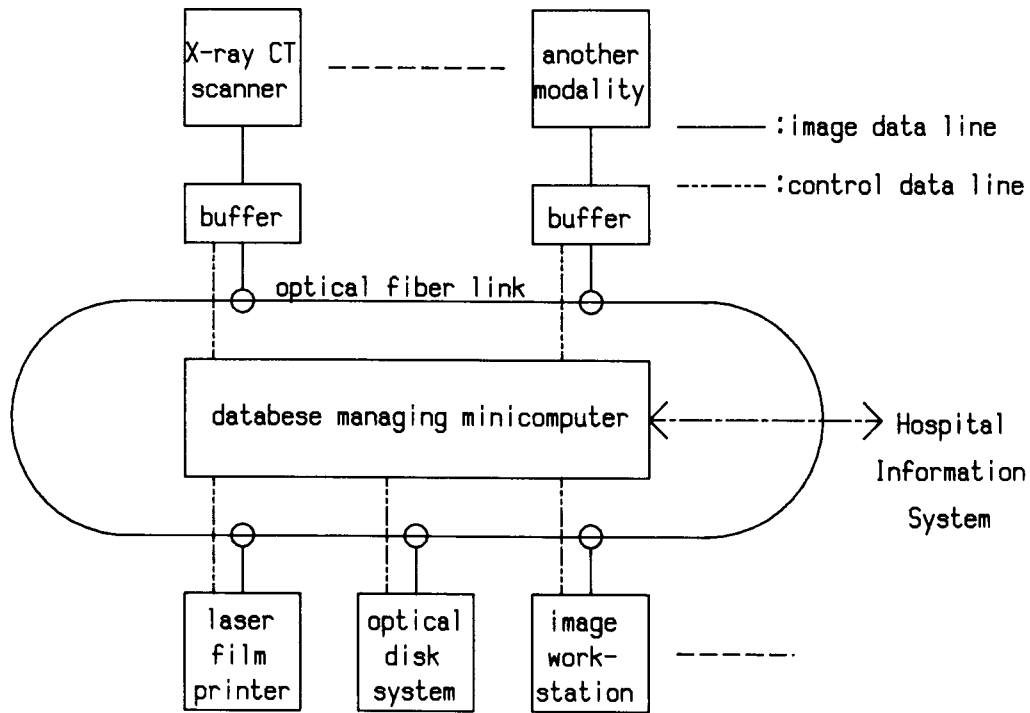 X-ray CT
scanner
another
modality
:image data line
:control data line
buffer
buffer
optical fiber link
databese managing minicomputer
Hospital
Information
System
laser
film
printer
optical
disk
system
image
work-
station